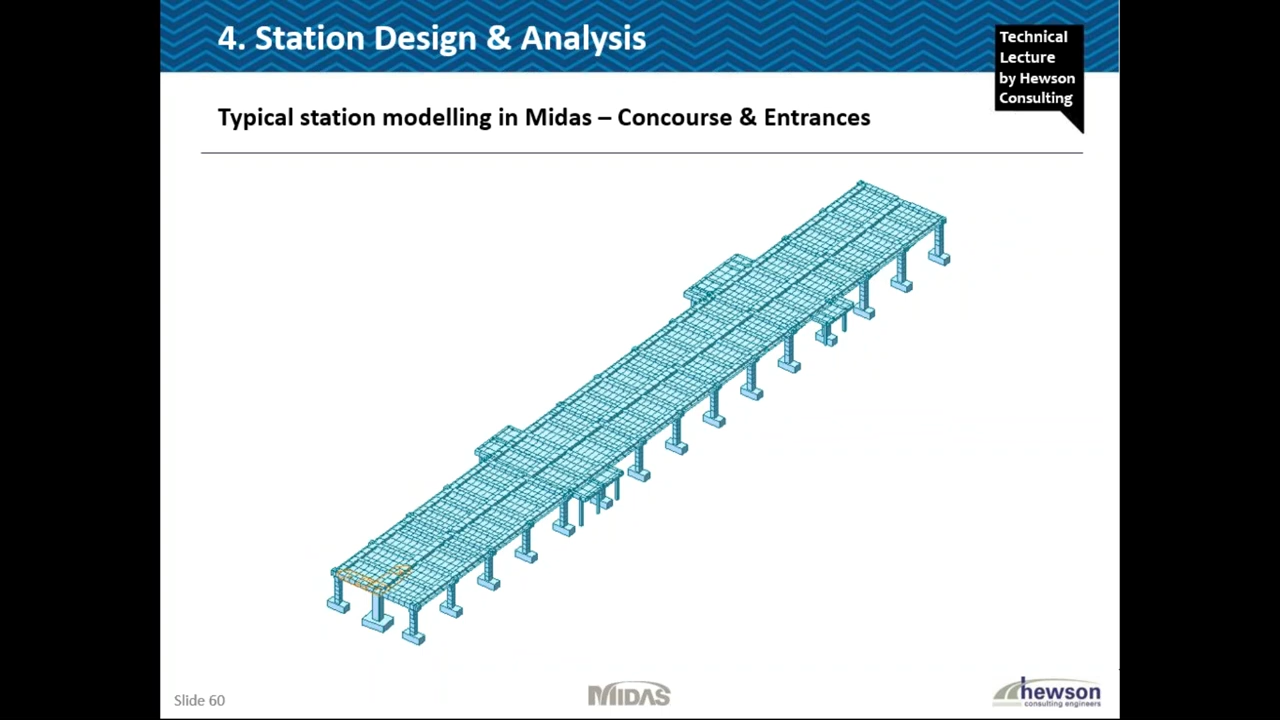 4. Station Design & Analysis
Technical
Lecture
by Hewson
Consulting
Typical station modelling in Midas – Concourse & Entrances
Slide 60
MIDAS
hewson
consulting engineers